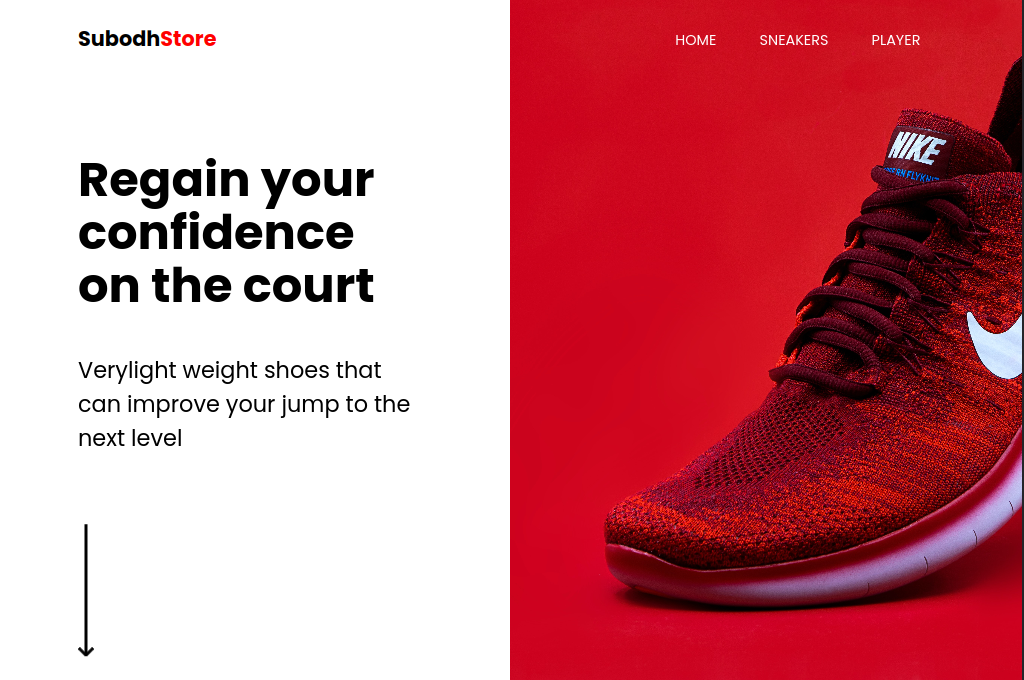 SubodhStore
HOME SNEAKERS PLAYER
Regain your
confidence
on the court
Verylight weight shoes that
can improve your jump to the
next level
NIKE
FLYKNIT